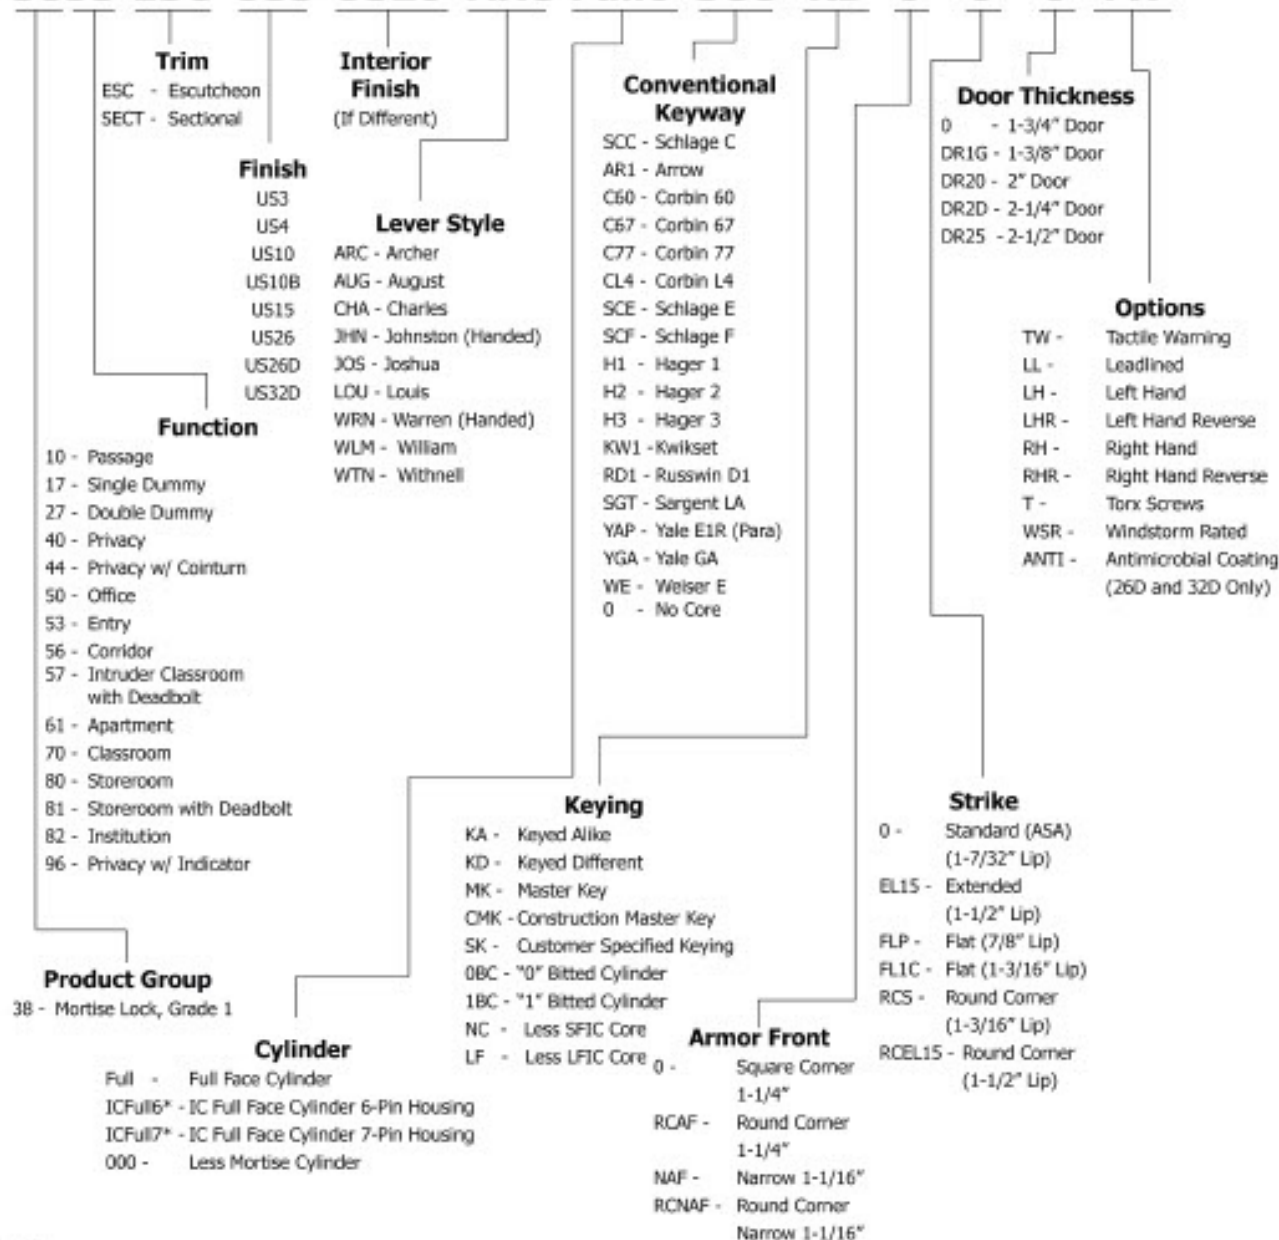 Trim
ESC - Escutcheon
SECT - Sectional
Interior
Finish
(If Different)
Conventional
Keyway
SCC - Schlage C
AR1 - Arrow
C60 - Corbin 60
C67 - Corbin 67
C77 - Corbin 77
CL4 - Corbin L4
SCE - Schlage E
SCF - Schlage F
H1 - Hager 1
H2 - Hager 2
H3 - Hager 3
KW1 -Kwikset
RD1 - Russwin D1
SGT - Sargent LA
YAP - Yale E1R (Para)
YGA - Yale GA
WE - Weiser E
0 - No Core
Door Thickness
0 - 1-3/4" Door
DR1G - 1-3/8" Door
DR20 - 2" Door
DR2D - 2-1/4" Door
DR25 - 2-1/2" Door
Finish
US3
US4
US10
US10B
US15
US26
US26D
US32D
Lever Style
ARC - Archer
AUG - August
CHA - Charles
JHN - Johnston (Handed)
JOS - Joshua
LOU - Louis
WRN - Warren (Handed)
WLM - William
WTN - Withnell
Options
TW - Tactile Warning
LL - Leadlined
LH - Left Hand
LHR - Left Hand Reverse
RH - Right Hand
RHR - Right Hand Reverse
T - Torx Screws
WSR - Windstorm Rated
ANTI - Antimicrobial Coating
(26D and 32D Only)
Function
10 - Passage
17 - Single Dummy
27 - Double Dummy
40 - Privacy
44 - Privacy w/ Cointurn
50 - Office
53 - Entry
56 - Corridor
57 - Intruder Classroom
with Deadbolt
61 - Apartment
70 - Classroom
80 - Storeroom
81 - Storeroom with Deadbolt
82 - Institution
96 - Privacy w/ Indicator
Keying
KA - Keyed Alike
KD - Keyed Different
MK - Master Key
CMK - Construction Master Key
SK - Customer Specified Keying
0BC - "0" Bitted Cylinder
1BC - "1" Bitted Cylinder
NC - Less SFIC Core
LF - Less LFIC Core
Strike
0 - Standard (ASA)
(1-7/32" Lip)
EL15 - Extended
(1-1/2" Lip)
FLP - Flat (7/8" Lip)
FL1C - Flat (1-3/16" Lip)
RCS - Round Corner
(1-3/16" Lip)
RCEL15 - Round Corner
(1-1/2" Lip)
Product Group
38 - Mortise Lock, Grade 1
Cylinder
Full - Full Face Cylinder
ICFull6* - IC Full Face Cylinder 6-Pin Housing
ICFull7* - IC Full Face Cylinder 7-Pin Housing
000 - Less Mortise Cylinder
Armor Front
0 - Square Corner
1-1/4"
RCAF - Round Corner
1-1/4"
NAF - Narrow 1-1/16"
RCNAF - Round Corner
Narrow 1-1/16"